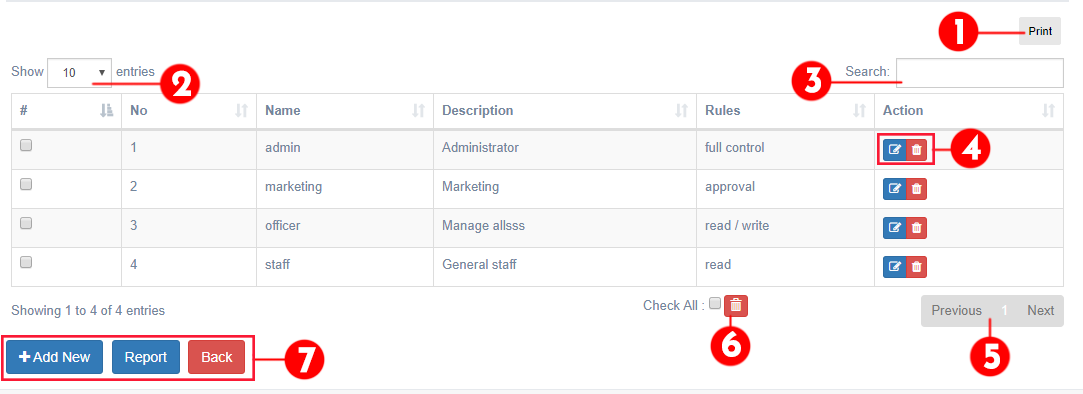 1 Print
Show 10 entries 2 3 Search:
# No Name Description Rules Action
1 admin Administrator full control 4
2 marketing Marketing approval
3 officer Manage allsss read / write
4 staff General staff read
Showing 1 to 4 of 4 entries Check All : Previous 1 Next
6 5
+Add New Report Back 7